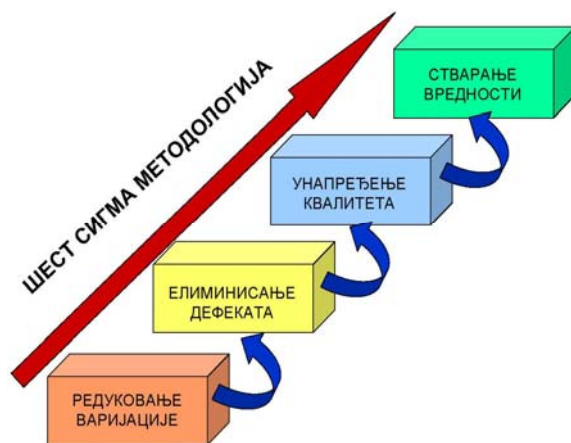 ШЕСТ СИГМА МЕТОДОЛОГИЈА
СТВАРАЊЕ
ВРЕДНОСТИ
УНАПРЕЂЕЊЕ
КВАЛИТЕТА
ЕЛИМИНИСАЊЕ
ДЕФЕКАТА
РЕДУКОВАЊЕ
ВАРИЈАЦИЈЕ